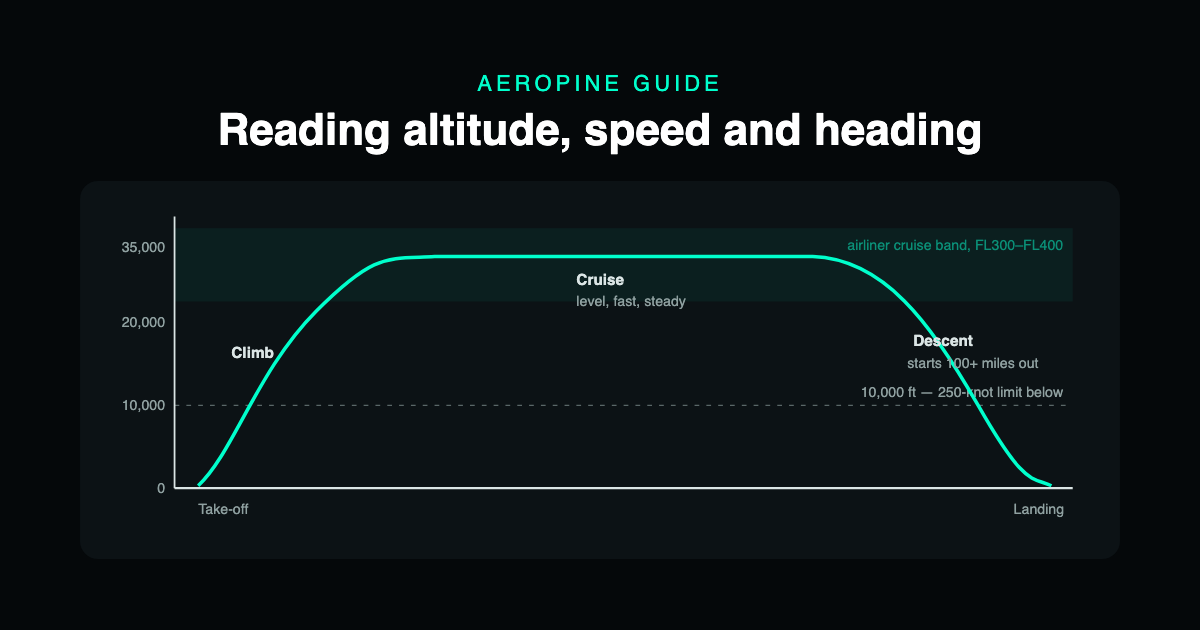 AEROPINE GUIDE
Reading altitude, speed and heading
35,000
airliner cruise band, FL300–FL400
Cruise
level, fast, steady
20,000
Climb
Descent
starts 100+ miles out
10,000 ft — 250-knot limit below
10,000
0
Take-off
Landing